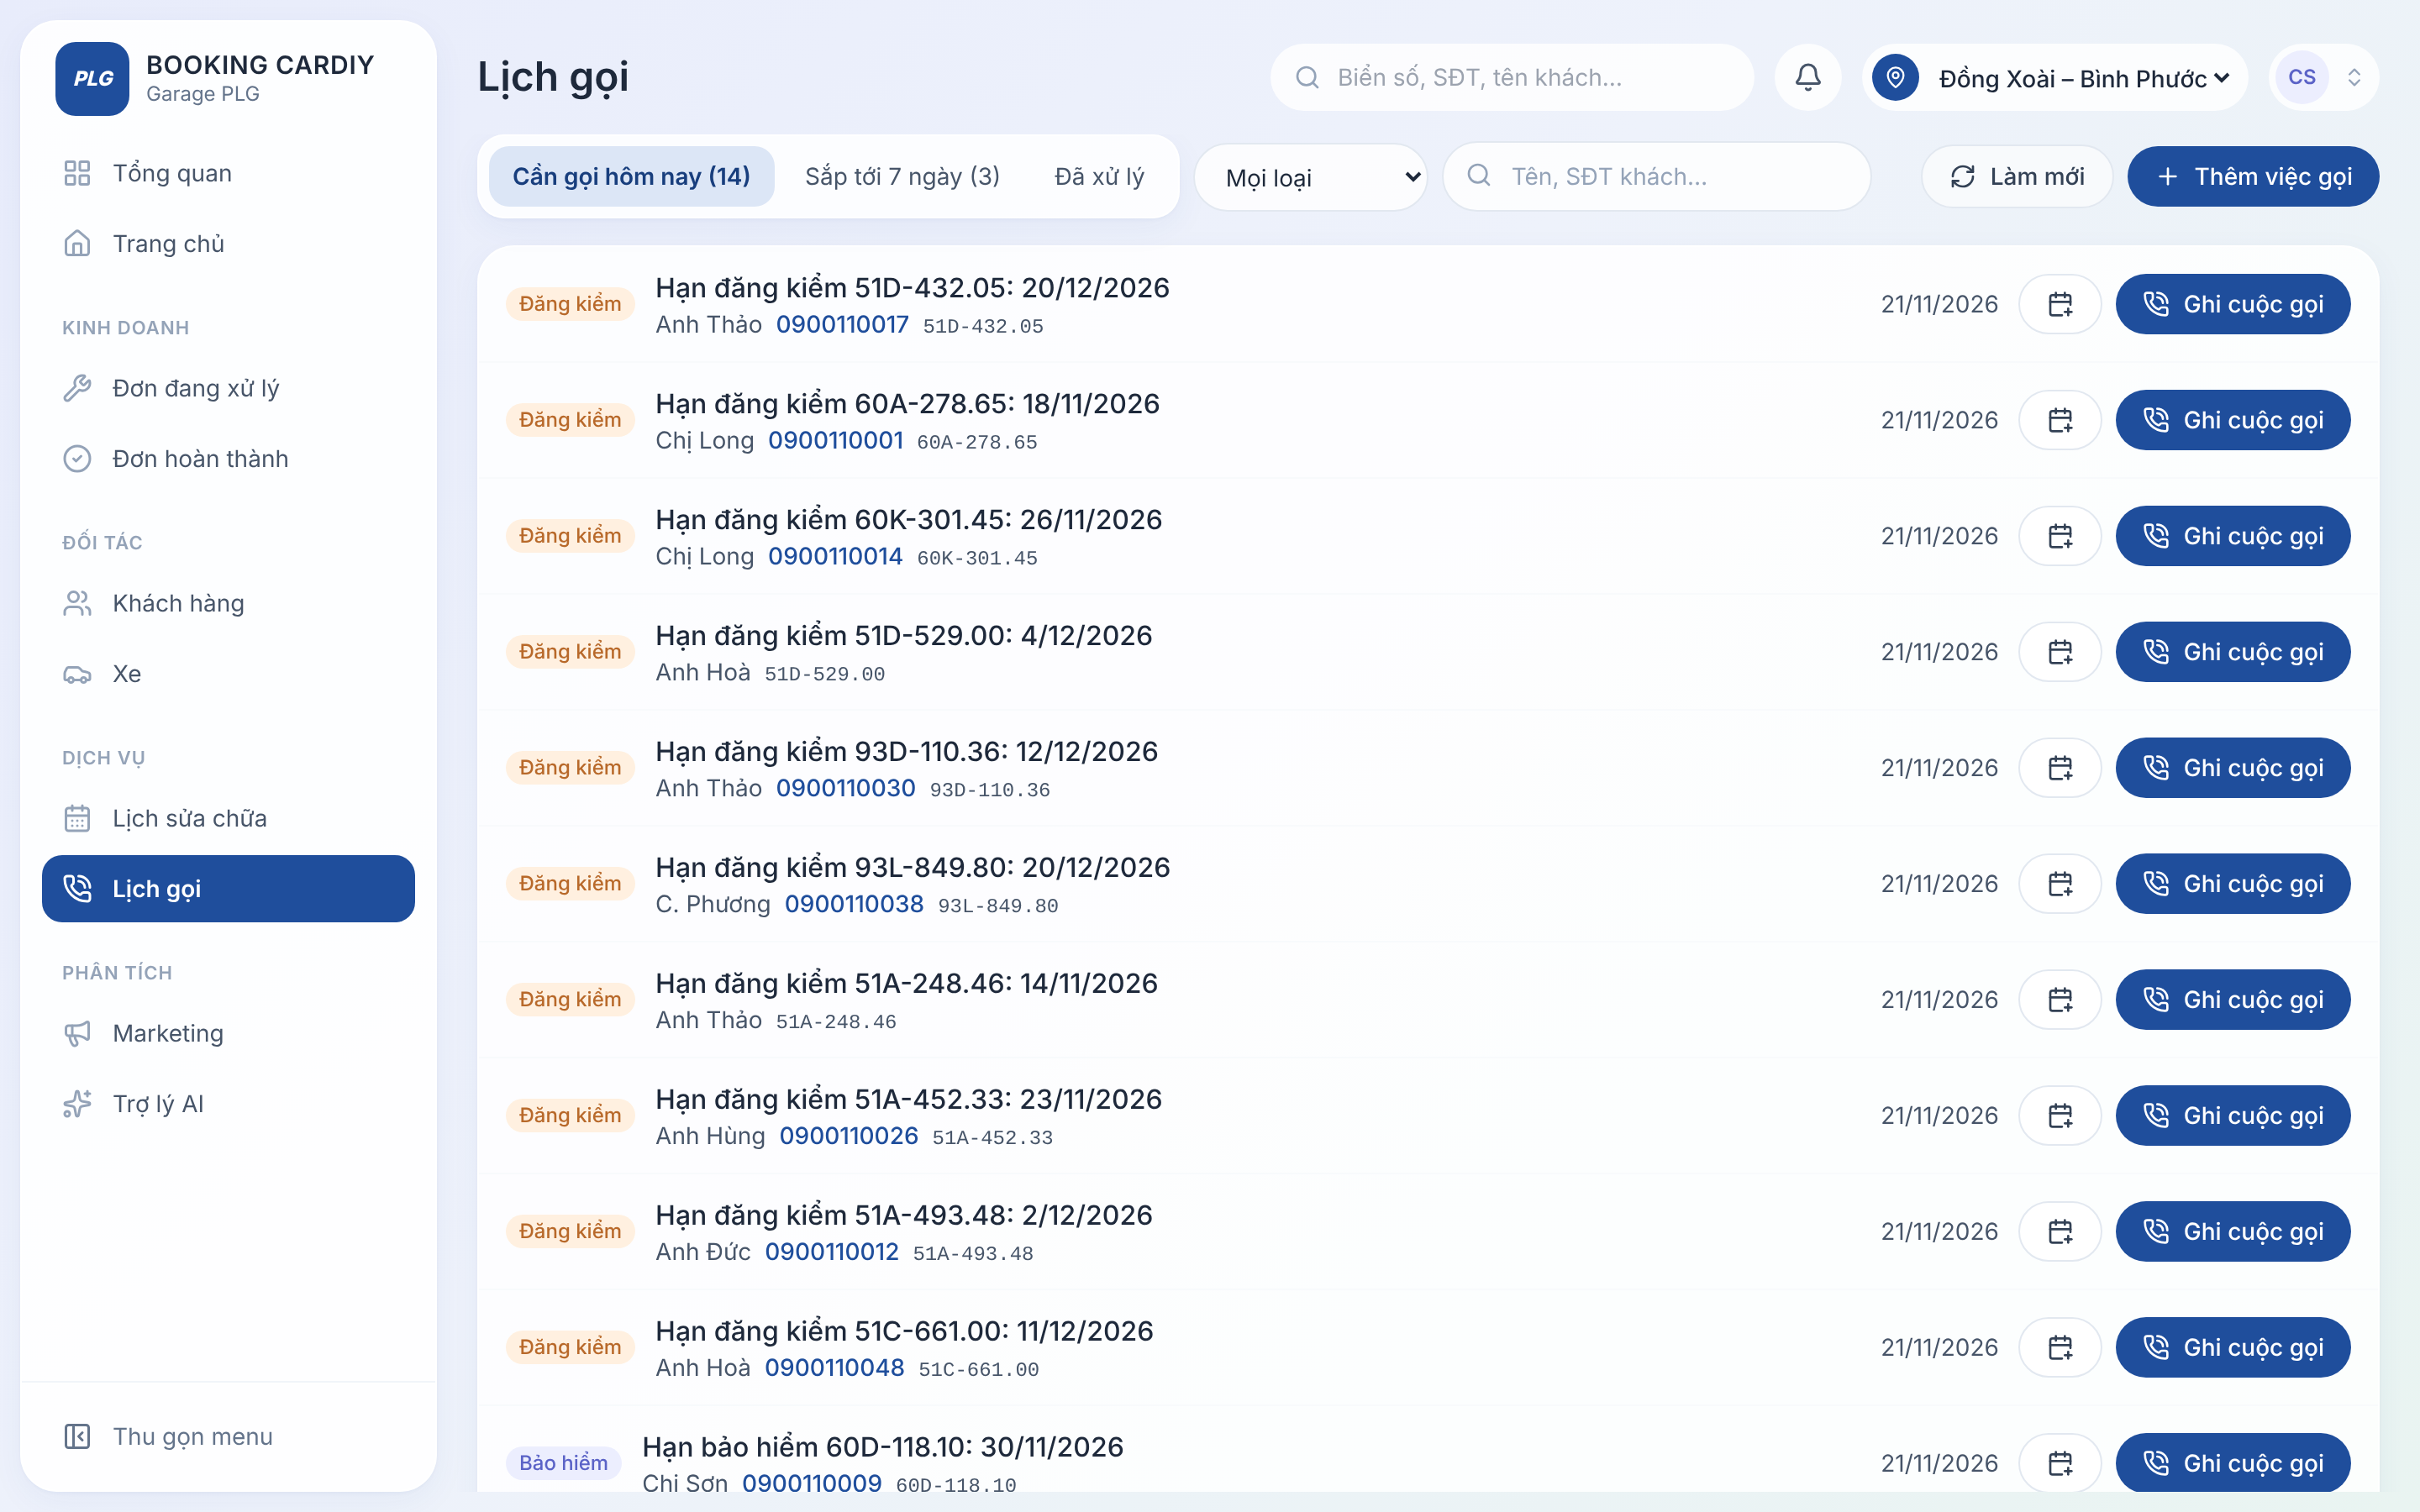 PLG
BOOKING CARDIY
Garage PLG
Tổng quan
Trang chủ
KINH DOANH
Đơn đang xử lý
Đơn hoàn thành
ĐỐI TÁC
Khách hàng
Xe
DỊCH VỤ
Lịch sửa chữa
Lịch gọi
PHÂN TÍCH
Marketing
Trợ lý AI
Thu gọn menu
Lịch gọi
Biển số, SĐT, tên khách...
Đồng Xoài – Bình Phước
CS
Cần gọi hôm nay (14)
Sắp tới 7 ngày (3)
Đã xử lý
Mọi loại
Tên, SĐT khách...
Làm mới
Thêm việc gọi
Đăng kiểm
Hạn đăng kiểm 51D-432.05: 20/12/2026
Anh Thảo 0900110017 51D-432.05
21/11/2026
Ghi cuộc gọi
Đăng kiểm
Hạn đăng kiểm 60A-278.65: 18/11/2026
Chị Long 0900110001 60A-278.65
21/11/2026
Ghi cuộc gọi
Đăng kiểm
Hạn đăng kiểm 60K-301.45: 26/11/2026
Chị Long 0900110014 60K-301.45
21/11/2026
Ghi cuộc gọi
Đăng kiểm
Hạn đăng kiểm 51D-529.00: 4/12/2026
Anh Hoà 51D-529.00
21/11/2026
Ghi cuộc gọi
Đăng kiểm
Hạn đăng kiểm 93D-110.36: 12/12/2026
Anh Thảo 0900110030 93D-110.36
21/11/2026
Ghi cuộc gọi
Đăng kiểm
Hạn đăng kiểm 93L-849.80: 20/12/2026
C. Phương 0900110038 93L-849.80
21/11/2026
Ghi cuộc gọi
Đăng kiểm
Hạn đăng kiểm 51A-248.46: 14/11/2026
Anh Thảo 51A-248.46
21/11/2026
Ghi cuộc gọi
Đăng kiểm
Hạn đăng kiểm 51A-452.33: 23/11/2026
Anh Hùng 0900110026 51A-452.33
21/11/2026
Ghi cuộc gọi
Đăng kiểm
Hạn đăng kiểm 51A-493.48: 2/12/2026
Anh Đức 0900110012 51A-493.48
21/11/2026
Ghi cuộc gọi
Đăng kiểm
Hạn đăng kiểm 51C-661.00: 11/12/2026
Anh Hoà 0900110048 51C-661.00
21/11/2026
Ghi cuộc gọi
Bảo hiểm
Hạn bảo hiểm 60D-118.10: 30/11/2026
Chị Sơn 0900110009 60D-118.10
21/11/2026
Ghi cuộc gọi